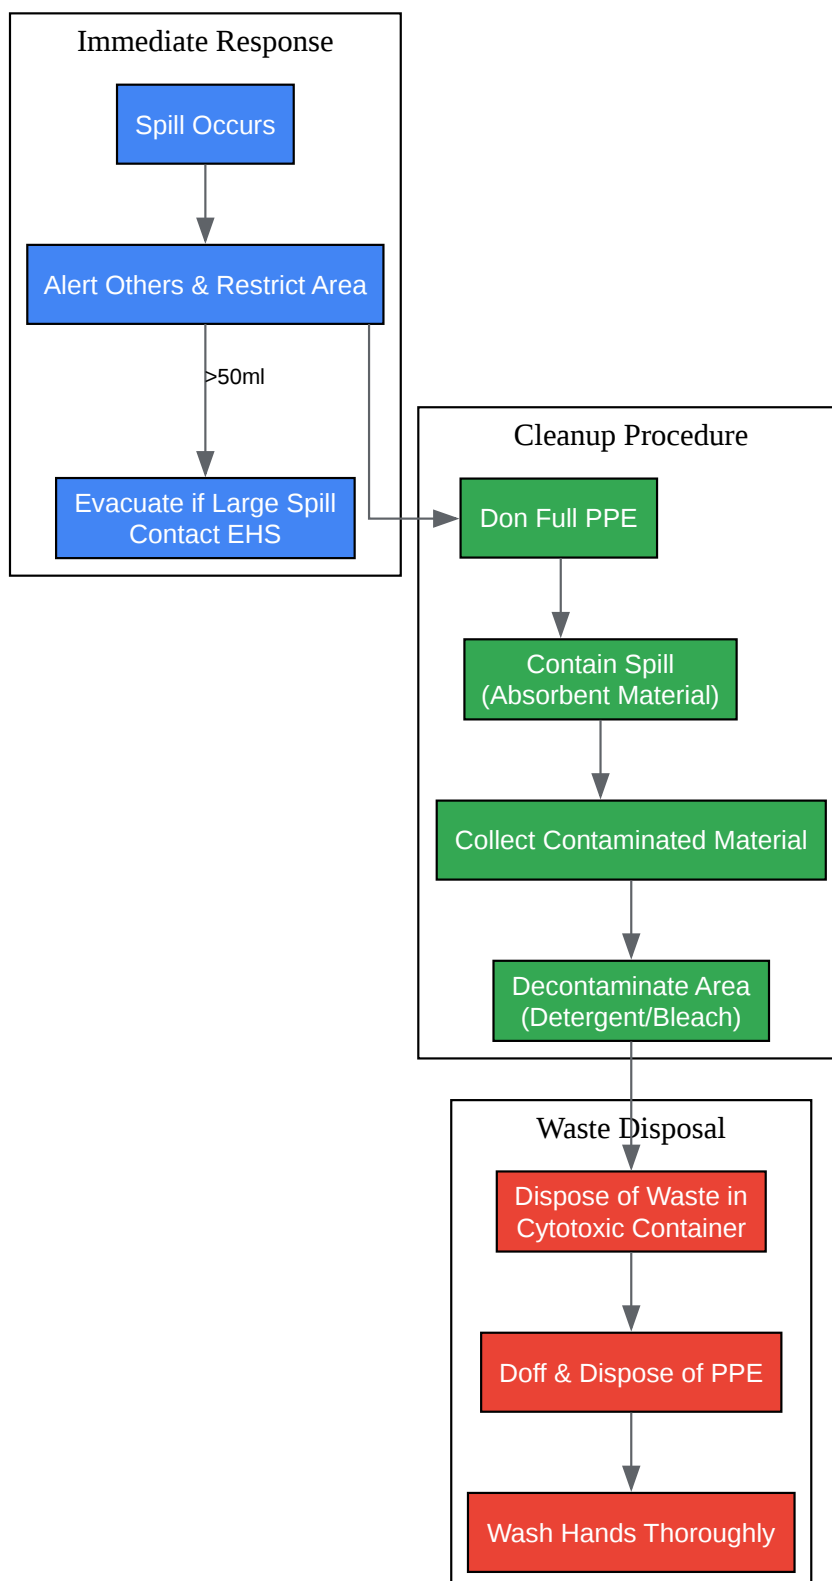 Immediate Response
Spill Occurs
Alert Others & Restrict Area
>50ml
Evacuate if Large Spill
Contact EHS
Cleanup Procedure
Don Full PPE
Contain Spill
(Absorbent Material)
Collect Contaminated Material
Decontaminate Area
(Detergent/Bleach)
Waste Disposal
Dispose of Waste in
Cytotoxic Container
Doff & Dispose of PPE
Wash Hands Thoroughly